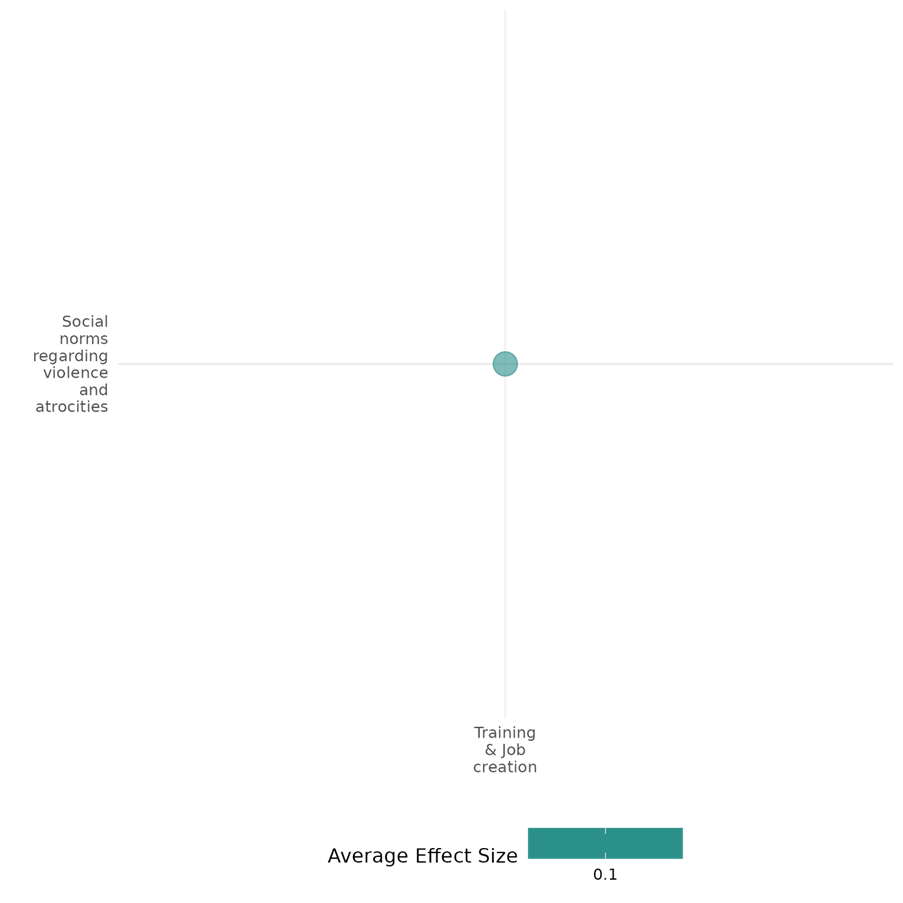 Social
norms
regarding
violence
and
atrocities
Training
& Job
creation
Average Effect Size
0.1